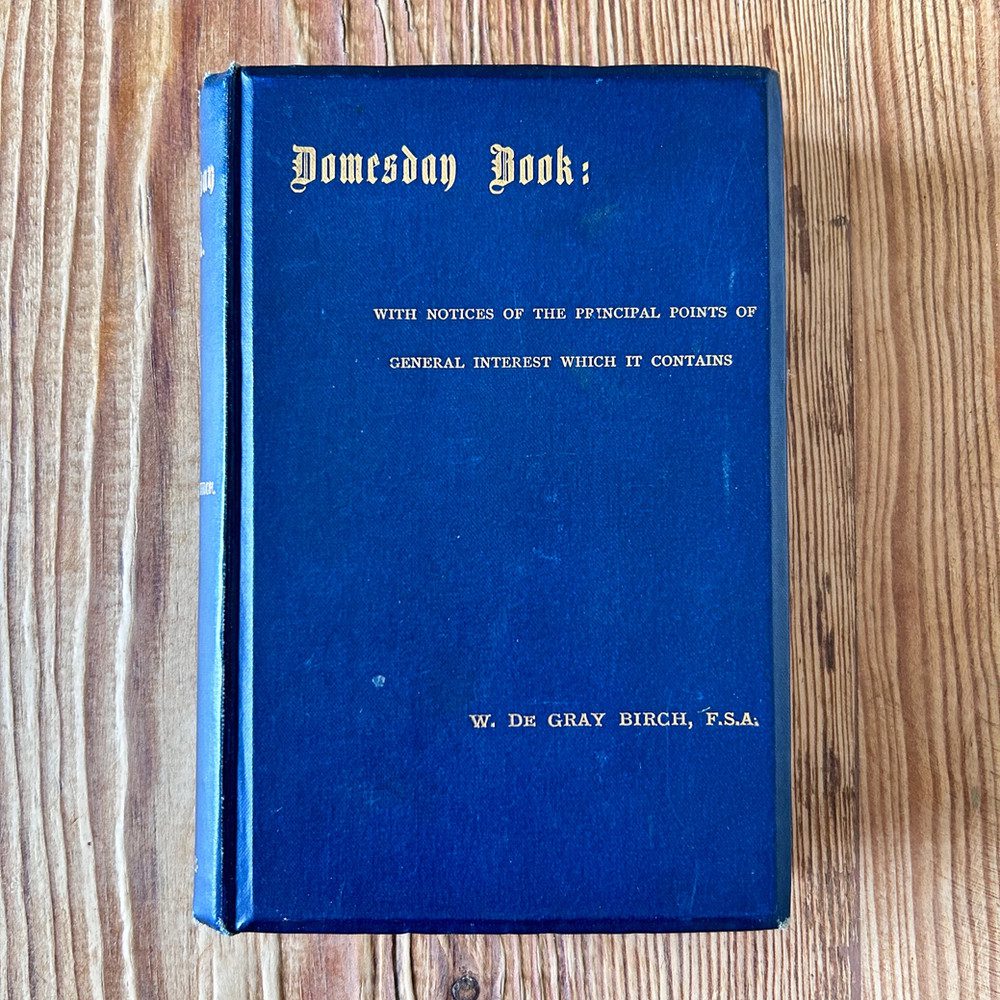 Domesday Book:
WITH NOTICES OF THE PRINCIPAL POINTS OF
GENERAL INTEREST WHICH IT CONTAINS
W. DE GRAY BIRCH, F.S.A.